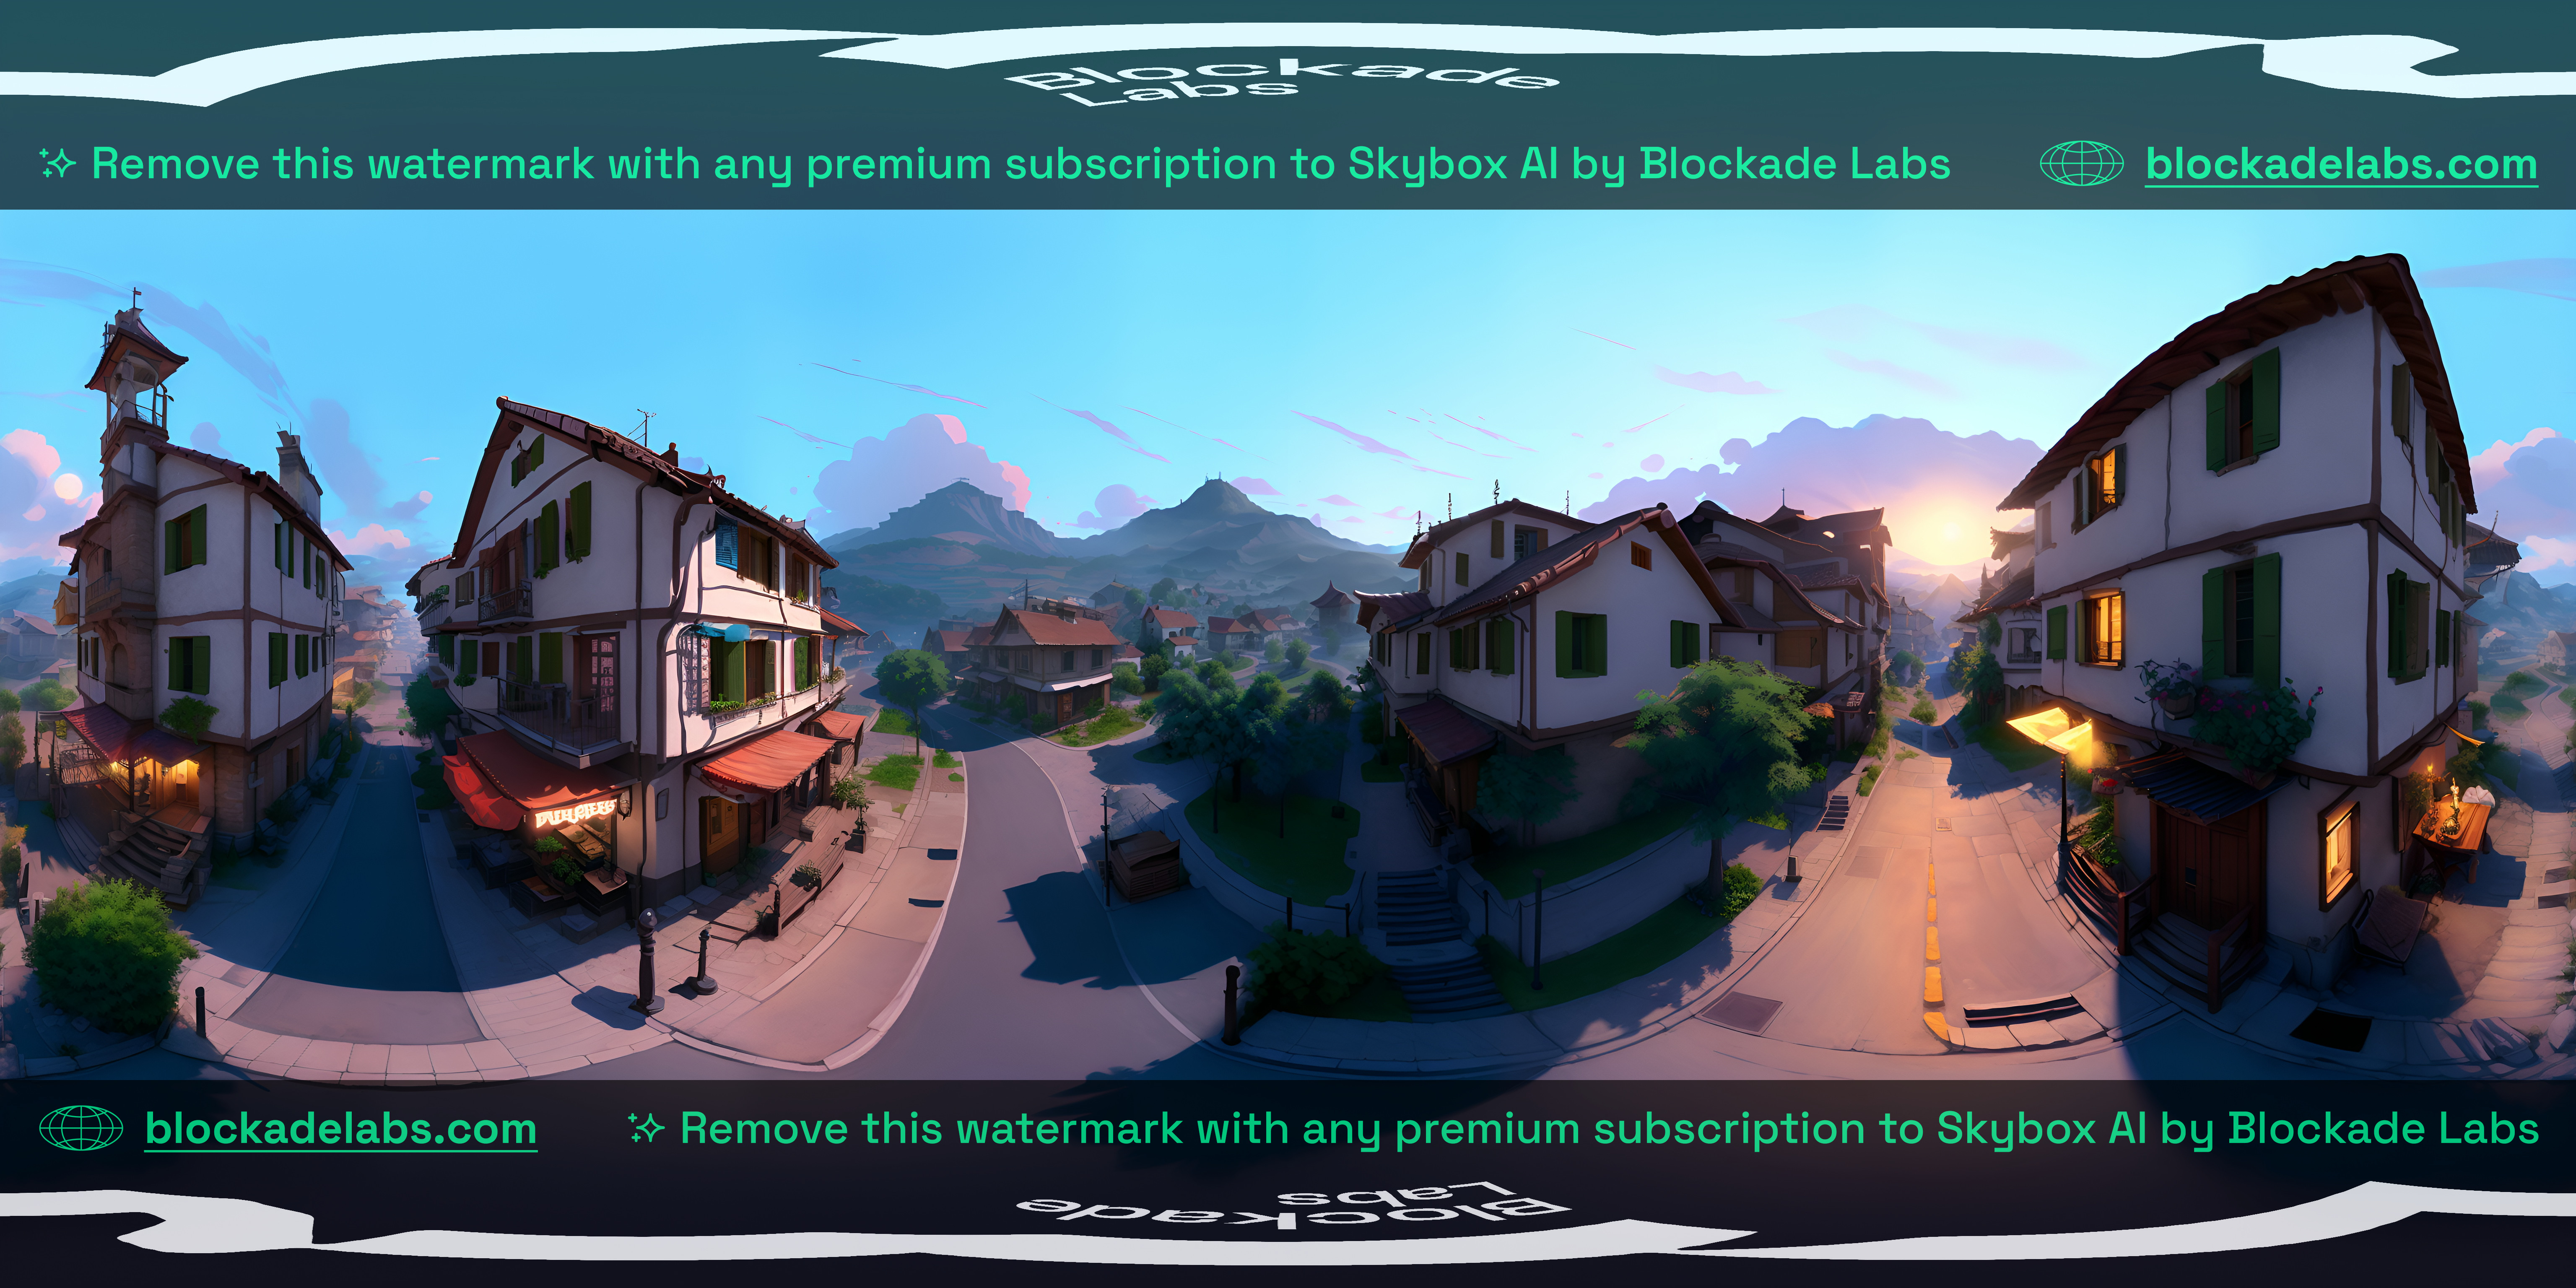 Blockade
Labs
Remove this watermark with any premium subscription to Skybox AI by Blockade Labs
blockadelabs.com
blockadelabs.com
Remove this watermark with any premium subscription to Skybox AI by Blockade Labs
Labs
Blockade